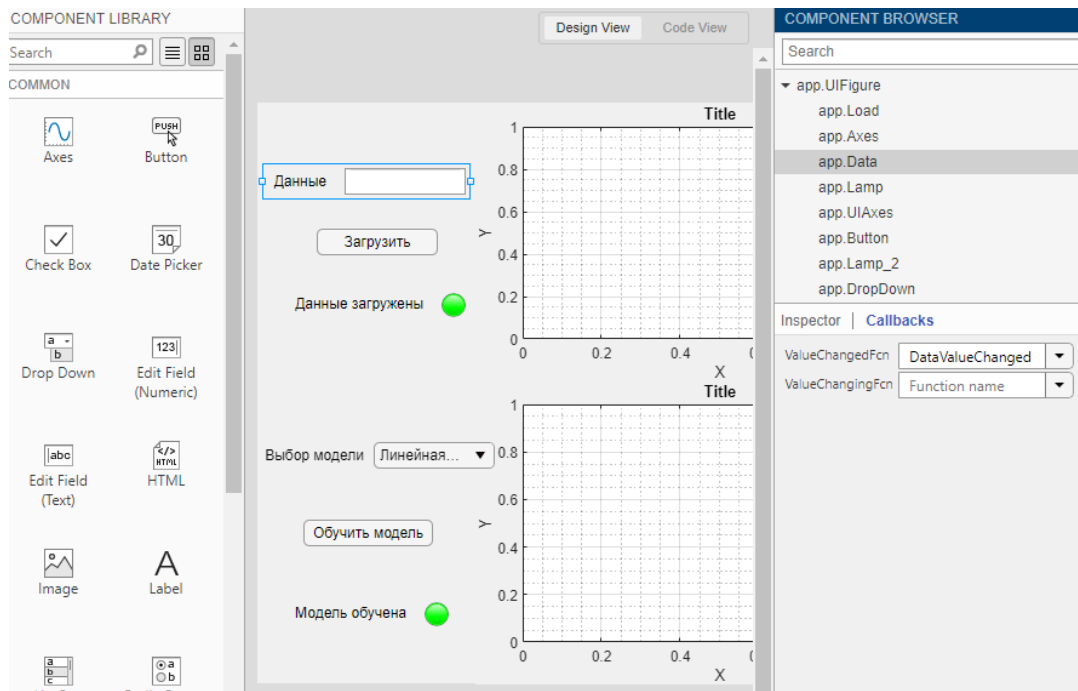 COMPONENT LIBRARY
Search
COMMON
Axes
PUSH
Button
Check Box
30
Date Picker
a
b
Drop Down
123
Edit Field
(Numeric)
abc
Edit Field
(Text)
</>
HTML
HTML
Image
A
Label
a
b
c
a
b
Design View
Code View
Данные
Загрузить
Данные загружены
Выбор модели
Линейная...
Обучить модель
Модель обучена
Title
1
0.8
0.6
Y
0.4
0.2
0
0
0.2
0.4
X
Title
1
0.8
0.6
Y
0.4
0.2
0
0
0.2
0.4
X
COMPONENT BROWSER
Search
app.UIFigure
app.Load
app.Axes
app.Data
app.Lamp
app.UIAxes
app.Button
app.Lamp_2
app.DropDown
Inspector | Callbacks
ValueChangedFcn DataValueChanged
ValueChangingFcn Function name